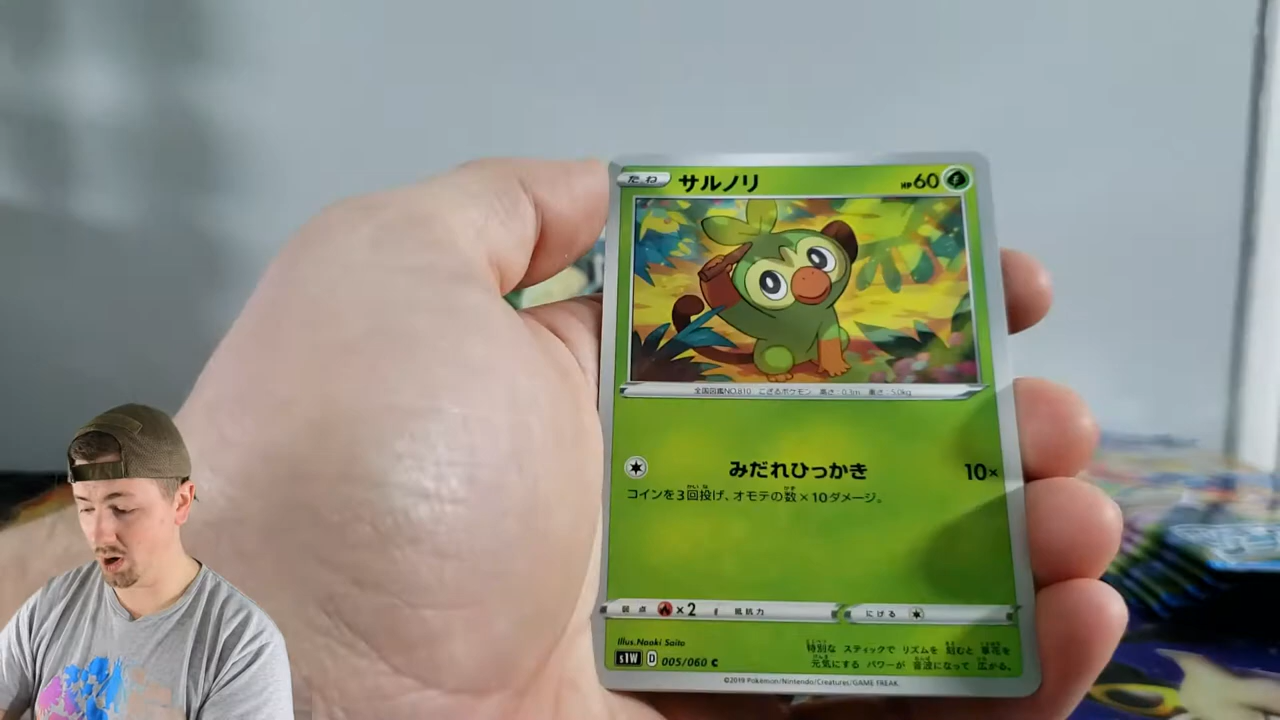 たね サルノリ HP60
全国図鑑NO.810 こざるポケモン 高さ:0.3m 重さ:5.0kg
みだれひっかき 10×
コインを3回投げ、オモテの数×10ダメージ。
弱点 ×2 抵抗力 にげる
Illus.Naoki Saito
s1W D 005/060 C
特別な スティックで リズムを 刻むと 草花を
元気にする パワーが 音波になって 広がる。
©2019 Pokémon/Nintendo/Creatures/GAME FREAK.